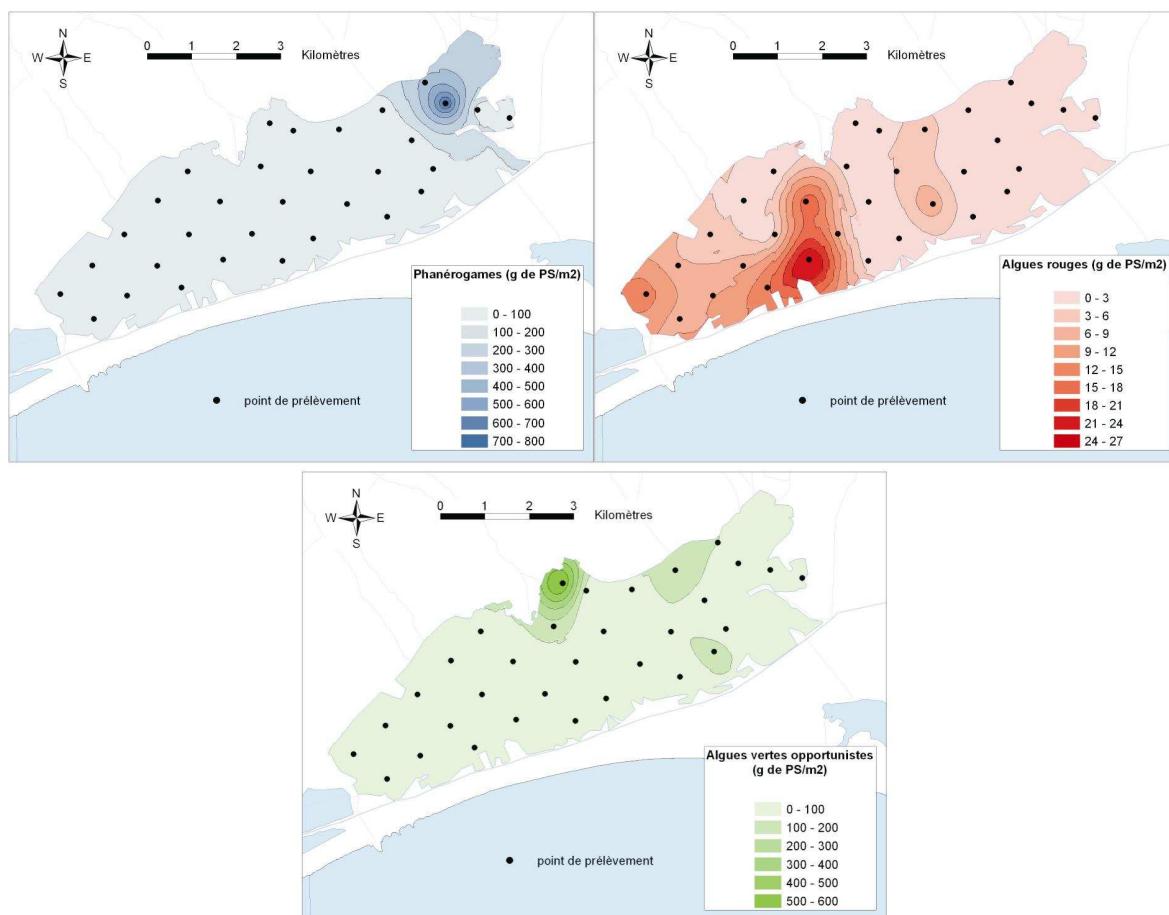 N
W E
S
0 1 2 3
Kilomètres
Phanérogames (g de PS/m2)
0 - 100
100 - 200
200 - 300
300 - 400
400 - 500
500 - 600
600 - 700
700 - 800
point de prélèvement
N
W E
S
0 1 2 3
Kilomètres
Algues rouges (g de PS/m2)
0 - 3
3 - 6
6 - 9
9 - 12
12 - 15
15 - 18
18 - 21
21 - 24
24 - 27
point de prélèvement
N
W E
S
0 1 2 3
Kilomètres
Algues vertes opportunistes
(g de PS/m2)
0 - 100
100 - 200
200 - 300
300 - 400
400 - 500
500 - 600
point de prélèvement